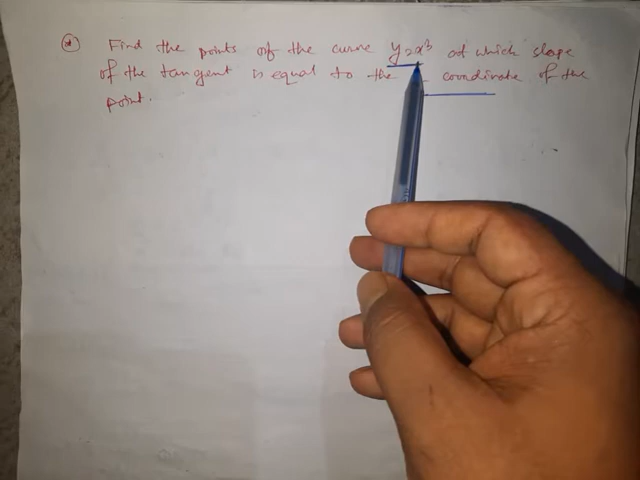 (*) Find the points of the curve y=x³ at which slope
of the tangent is equal to the coordinate of the
point.